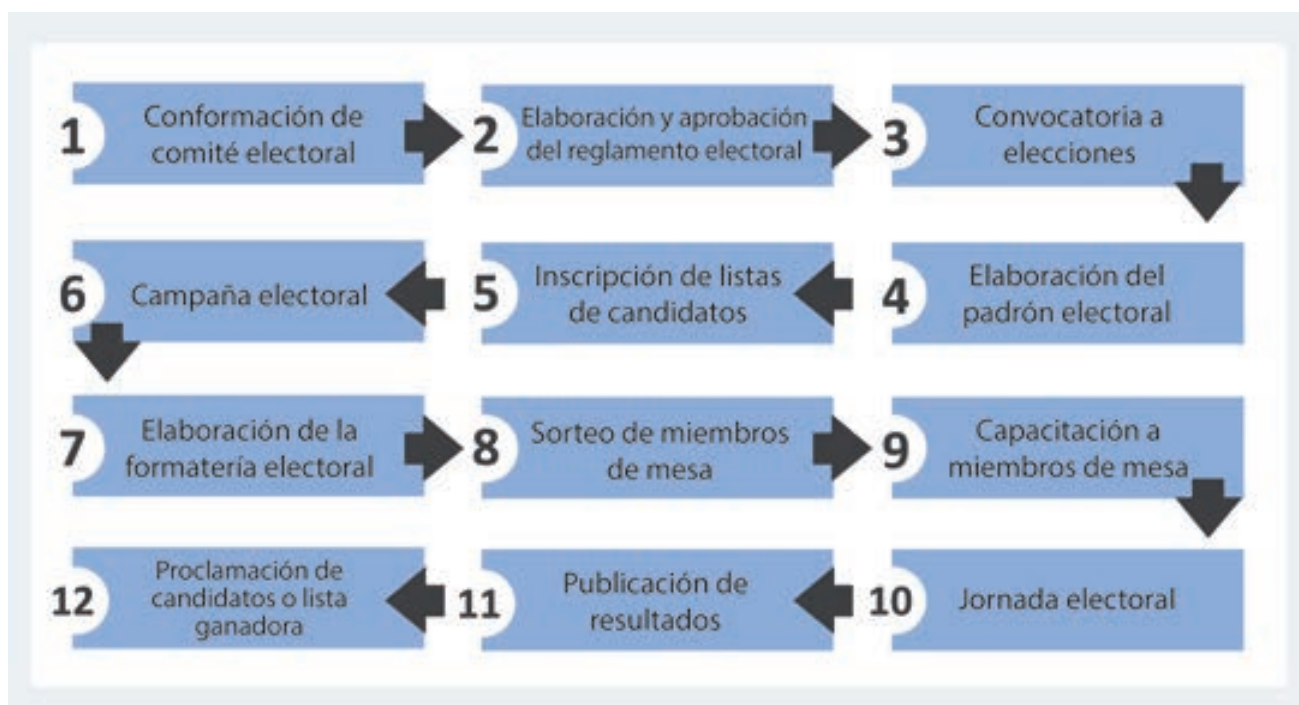 1
Conformación de
comité electoral
2
Elaboración y aprobación
del reglamento electoral
3
Convocatoria a
elecciones
4
Elaboración del
padrón electoral
5
Inscripción de listas
de candidatos
6
Campaña electoral
7
Elaboración de la
formatería electoral
8
Sorteo de miembros
de mesa
9
Capacitación a
miembros de mesa
10
Jornada electoral
11
Publicación de
resultados
12
Proclamación de
candidatos o lista
ganadora